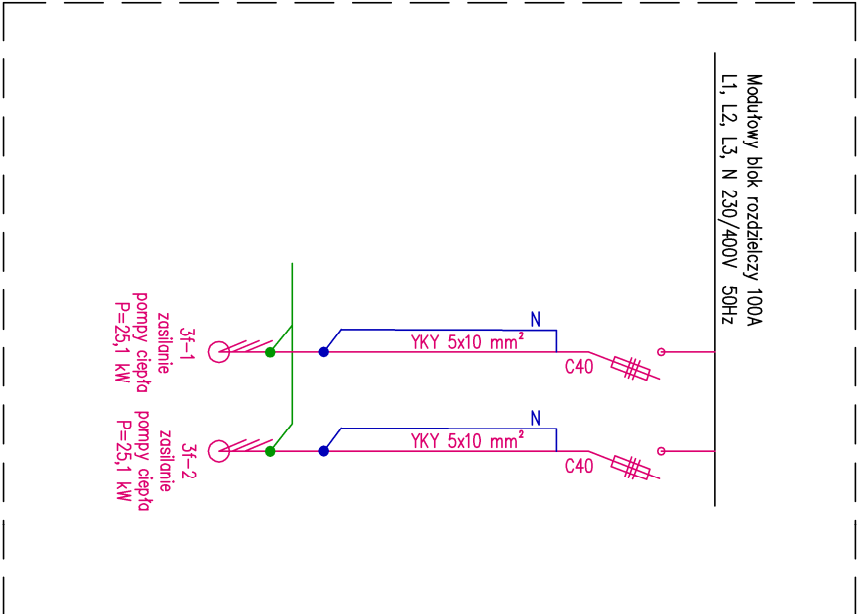 Modułowy blok rozdzielczy 100A
L1, L2, L3, N 230/400V 50Hz
N
YKY 5x10 mm²
C40
3f-1
zasilanie
pompy ciepła
P=25,1 kW
N
YKY 5x10 mm²
C40
3f-2
zasilanie
pompy ciepła
P=25,1 kW